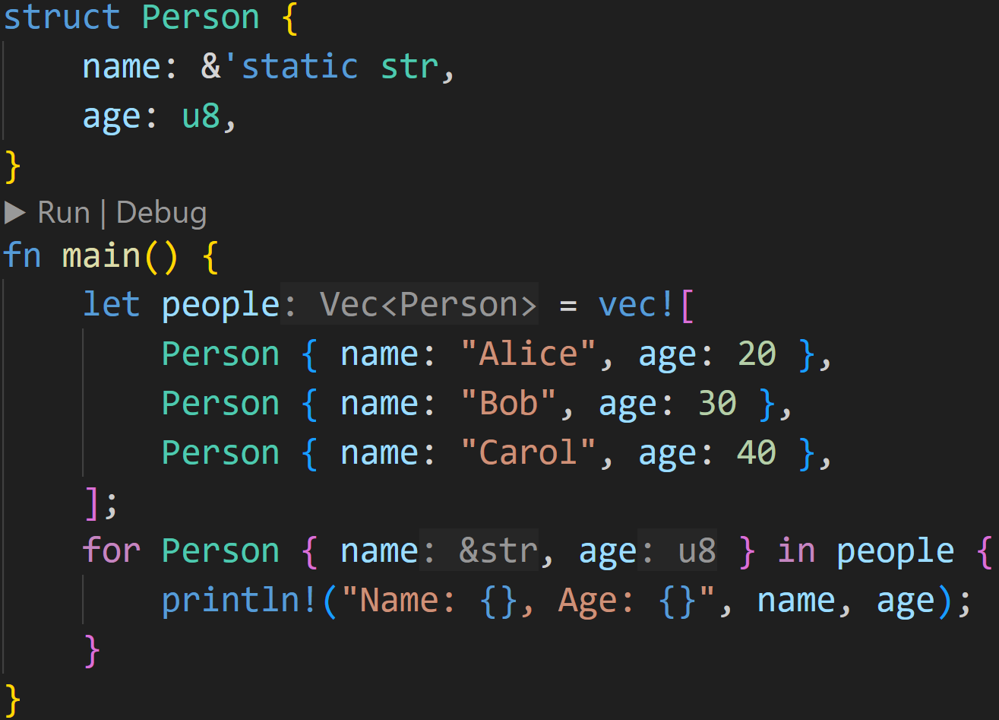 struct Person {
    name: &'static str,
    age: u8,
}
▶ Run | Debug
fn main() {
    let people: Vec<Person> = vec![
        Person { name: "Alice", age: 20 },
        Person { name: "Bob", age: 30 },
        Person { name: "Carol", age: 40 },
    ];
    for Person { name: &str, age: u8 } in people {
        println!("Name: {}, Age: {}", name, age);
    }
}